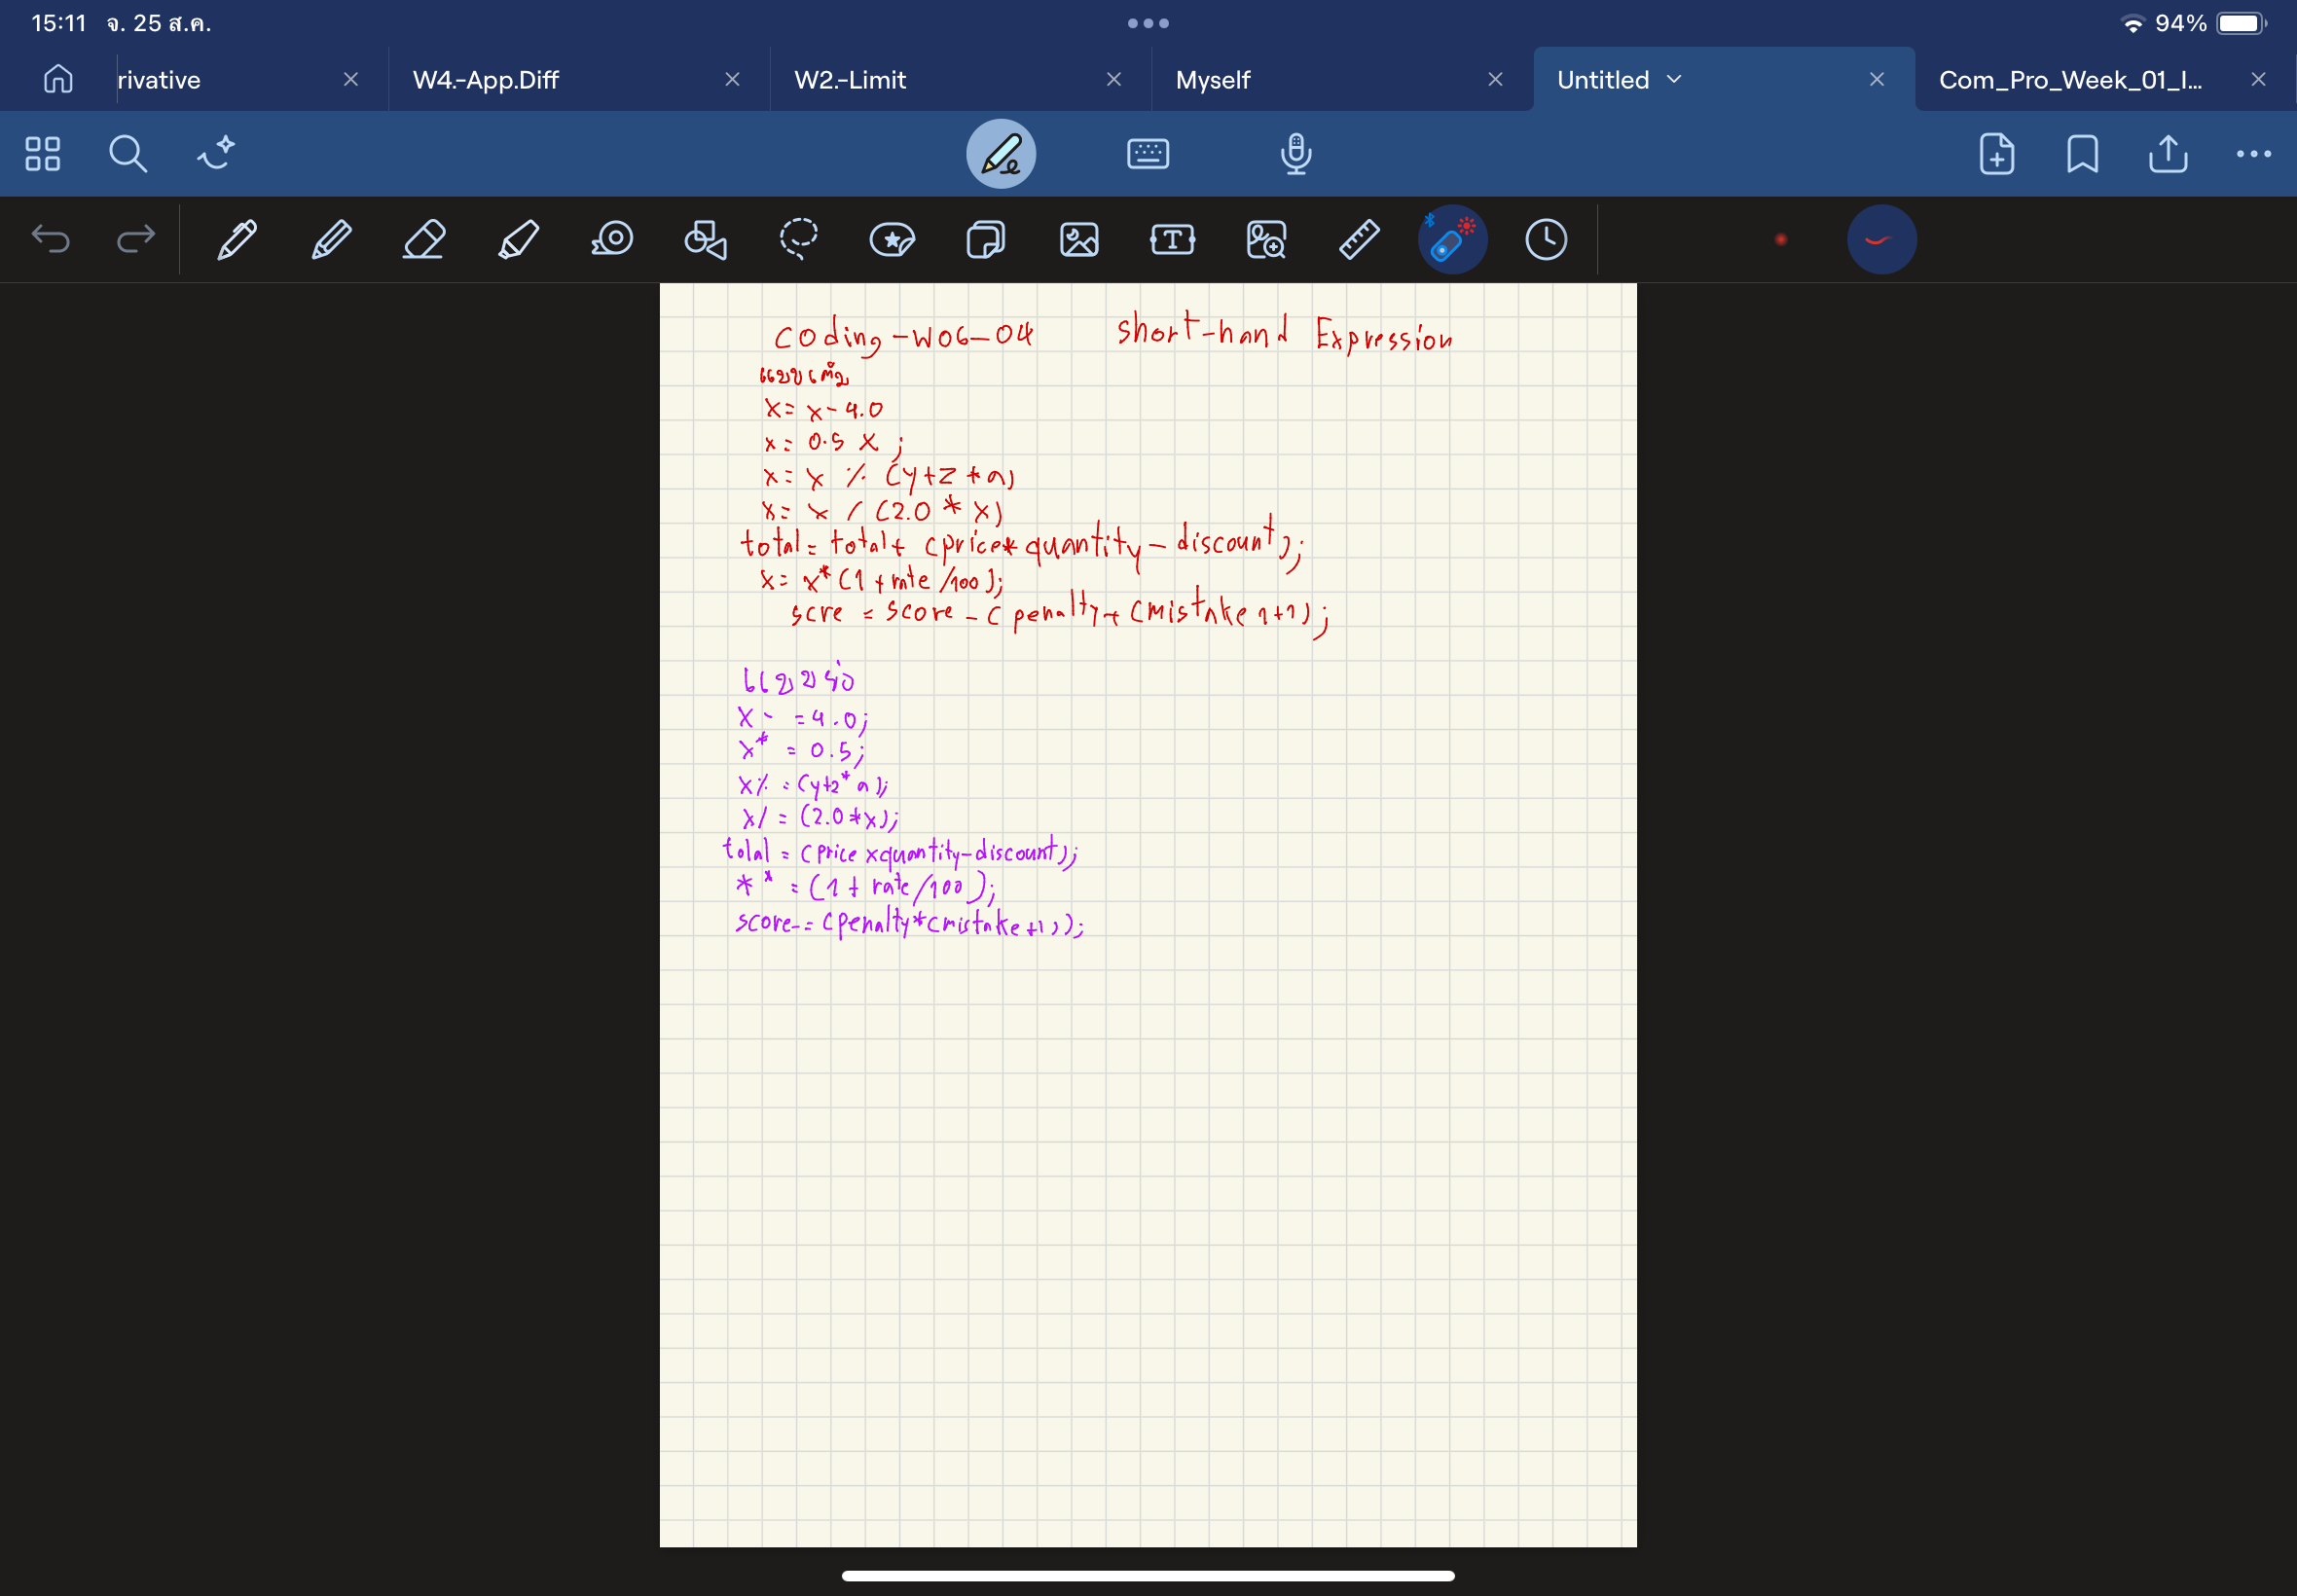 15:11 จ. 25 ส.ค. 94%
rivative W4.-App.Diff W2.-Limit Myself Untitled Com_Pro_Week_01_I...
Coding-W06-04 short-hand Expression
แบบเต็ม
x = x - 4.0
x = 0.5 x ;
x = x % (y+z * a)
x = x / (2.0 * x)
total = total + (price * quantity - discount);
x = x * (1 + rate /100);
scre = score - ( penalty * (mistake 1+1) ;
แบบย่อ
x - = 4.0;
x * = 0.5;
x % = (y+z * a);
x / = (2.0 * x);
total = (price x quantity - discount);
* * = (1 + rate/100);
score - = (penalty * (mistake +1));